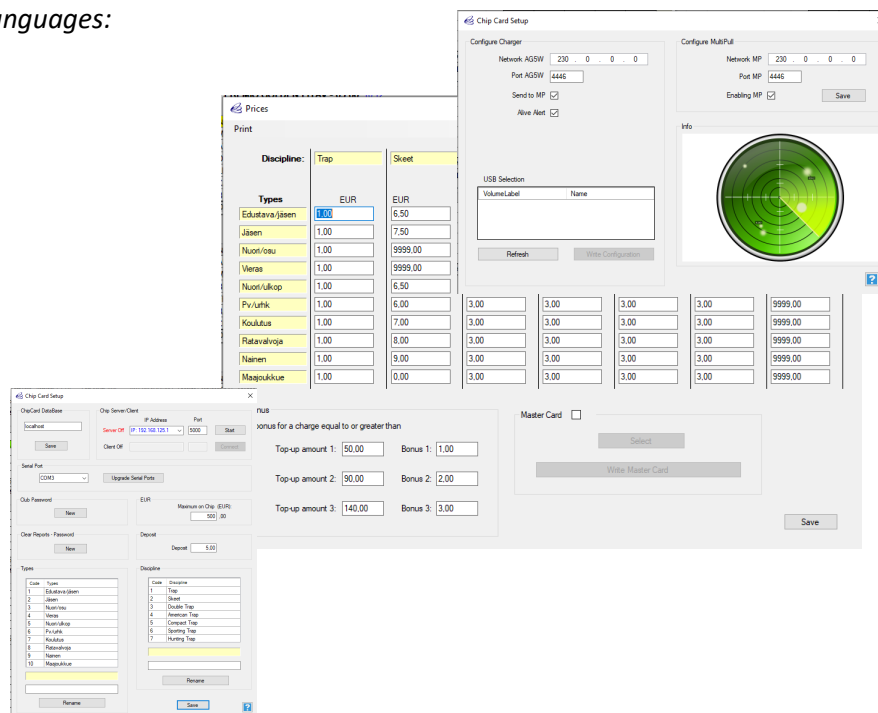 nguages:
Chip Card Setup
Configure Charger
Network AGSW 230 . 0 . 0 . 0
Port AGSW 4446
Send to MP
Alive Alert
USB Selection
VolumeLabel Name
Refresh Write Configuration
Configure MultiPull
Network MP 230 . 0 . 0 . 0
Port MP 4446
Enabling MP Save
Info
?
Prices
Print
Discipline: Trap Skeet
Types EUR EUR
Edustava/jäsen 1,00 6,50
Jäsen 1,00 7,50
Nuori/osu 1,00 9999,00
Vieras 1,00 9999,00
Nuori/ulkop 1,00 6,50
Pv/urhk 1,00 6,00 3,00 3,00 3,00 3,00 9999,00
Koulutus 1,00 7,00 3,00 3,00 3,00 3,00 9999,00
Ratavalvoja 1,00 8,00 3,00 3,00 3,00 3,00 9999,00
Nainen 1,00 9,00 3,00 3,00 3,00 3,00 9999,00
Maajoukkue 1,00 0,00 3,00 3,00 3,00 3,00 9999,00
onus
onus for a charge equal to or greater than
Top-up amount 1: 50,00 Bonus 1: 1,00
Top-up amount 2: 90,00 Bonus 2: 2,00
Top-up amount 3: 140,00 Bonus 3: 3,00
Master Card
Select
Write Master Card
Save
Chip Card Setup
ChipCard DataBase
localhost
Save
Chip Server/Client
IP Address Port
Server Off IP: 192.168.125.1 5000 Start
Client Off Connect
Serial Port
COM3 Upgrade Serial Ports
Club Password
New
EUR
Maximum on Chip (EUR):
500 ,00
Clear Reports - Password
New
Deposit
Deposit 5,00
Types
Code Types
1 Edustava/jäsen
2 Jäsen
3 Nuori/osu
4 Vieras
5 Nuori/ulkop
6 Pv/urhk
7 Koulutus
8 Ratavalvoja
9 Nainen
10 Maajoukkue
Rename
Discipline
Code Discipline
1 Trap
2 Skeet
3 Double Trap
4 American Trap
5 Compact Trap
6 Sporting Trap
7 Hunting Trap
Rename
Save
?